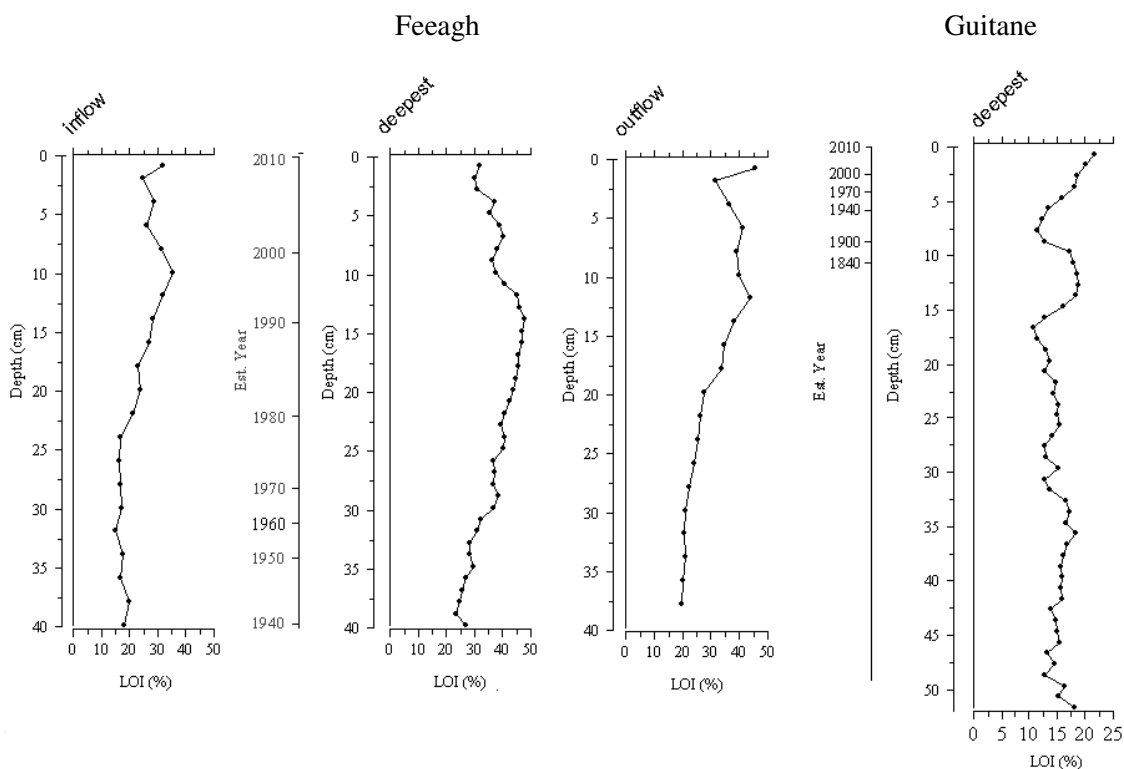 Feeagh Guitane
inflow deepest outflow deepest
0 5 10 15 20 25 30 35 40
Depth (cm)
0 10 20 30 40 50
LOI (%)
2010 2000 1990 1980 1970 1960 1950 1940
Est. Year
0 5 10 15 20 25 30 35 40
Depth (cm)
0 10 20 30 40 50
LOI (%)
0 5 10 15 20 25 30 35 40
Depth (cm)
0 10 20 30 40 50
LOI (%)
2010 2000 1970 1940 1900 1840
Est. Year
0 5 10 15 20 25 30 35 40 45 50
Depth (cm)
0 5 10 15 20 25
LOI (%)